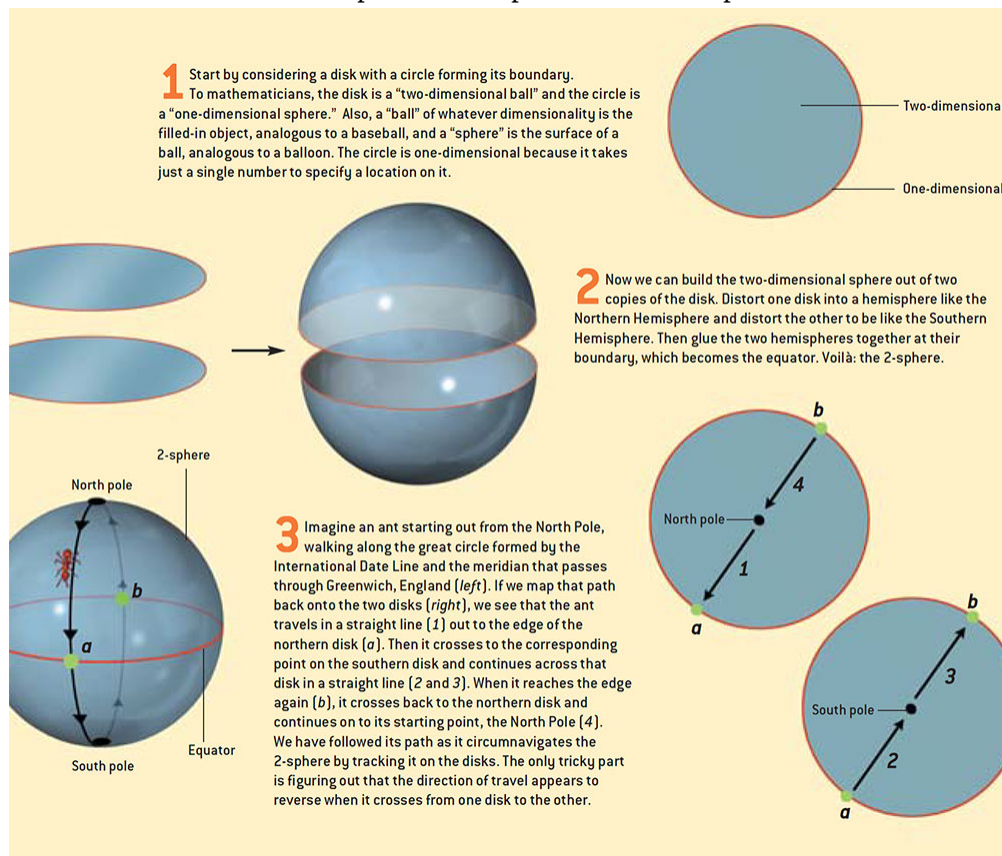 1 Start by considering a disk with a circle forming its boundary.
To mathematicians, the disk is a “two-dimensional ball” and the circle is
a “one-dimensional sphere.” Also, a “ball” of whatever dimensionality is the
filled-in object, analogous to a baseball, and a “sphere” is the surface of a
ball, analogous to a balloon. The circle is one-dimensional because it takes
just a single number to specify a location on it.
Two-dimensiona
One-dimensional
2 Now we can build the two-dimensional sphere out of two
copies of the disk. Distort one disk into a hemisphere like the
Northern Hemisphere and distort the other to be like the Southern
Hemisphere. Then glue the two hemispheres together at their
boundary, which becomes the equator. Voilà: the 2-sphere.
2-sphere
North pole
b
a
Equator
South pole
3 Imagine an ant starting out from the North Pole,
walking along the great circle formed by the
International Date Line and the meridian that passes
through Greenwich, England (left). If we map that path
back onto the two disks (right), we see that the ant
travels in a straight line (1) out to the edge of the
northern disk (a). Then it crosses to the corresponding
point on the southern disk and continues across that
disk in a straight line (2 and 3). When it reaches the edge
again (b), it crosses back to the northern disk and
continues on to its starting point, the North Pole (4).
We have followed its path as it circumnavigates the
2-sphere by tracking it on the disks. The only tricky part
is figuring out that the direction of travel appears to
reverse when it crosses from one disk to the other.
b
4
North pole
1
a
b
3
South pole
2
a